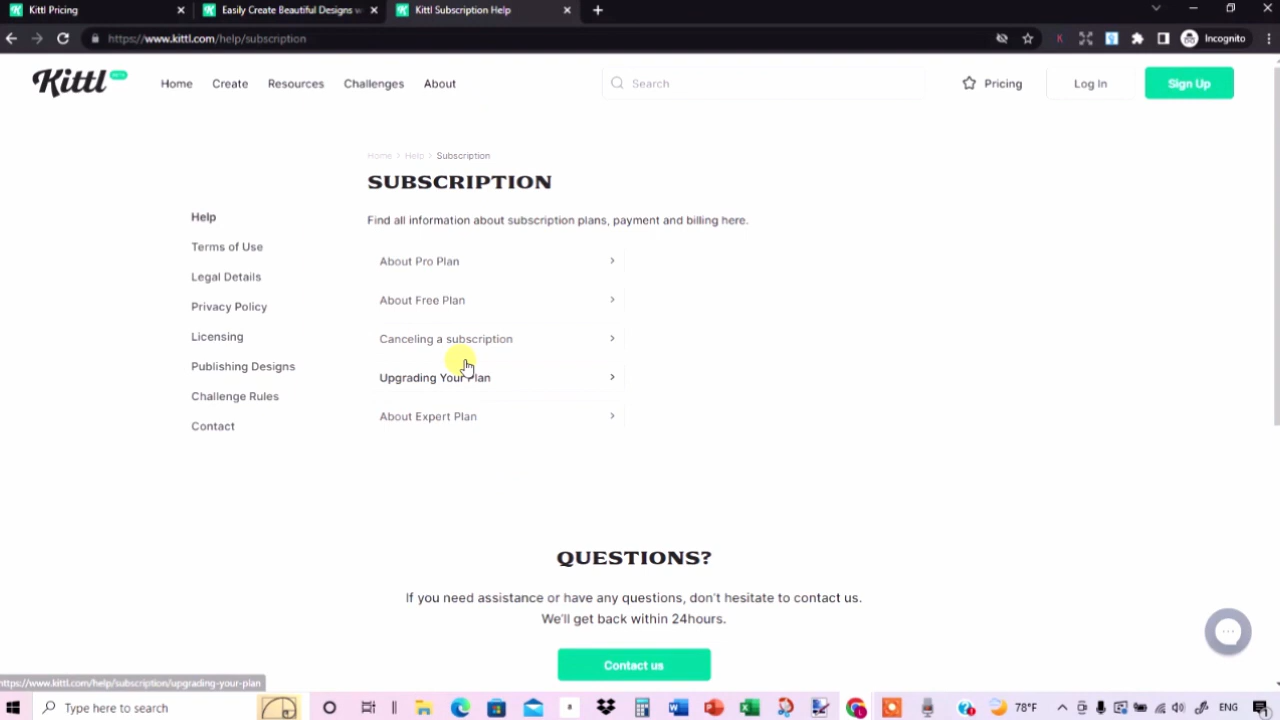 Kittl Pricing
Easily Create Beautiful Designs w
Kittl Subscription Help
https://www.kittl.com/help/subscription
Incognito
Kittl
BETA
Home
Create
Resources
Challenges
About
Search
Pricing
Log In
Sign Up
Home > Help > Subscription
SUBSCRIPTION
Find all information about subscription plans, payment and billing here.
Help
Terms of Use
Legal Details
Privacy Policy
Licensing
Publishing Designs
Challenge Rules
Contact
About Pro Plan
About Free Plan
Canceling a subscription
Upgrading Your Plan
About Expert Plan
QUESTIONS?
If you need assistance or have any questions, don't hesitate to contact us.
We'll get back within 24hours.
Contact us
https://www.kittl.com/help/subscription/upgrading-your-plan
Type here to search
78°F
ENG